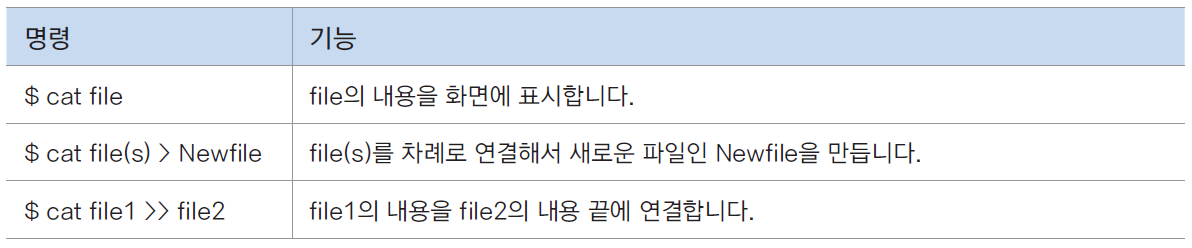 명령 기능
$ cat file file의 내용을 화면에 표시합니다.
$ cat file(s) > Newfile file(s)를 차례로 연결해서 새로운 파일인 Newfile을 만듭니다.
$ cat file1 >> file2 file1의 내용을 file2의 내용 끝에 연결합니다.